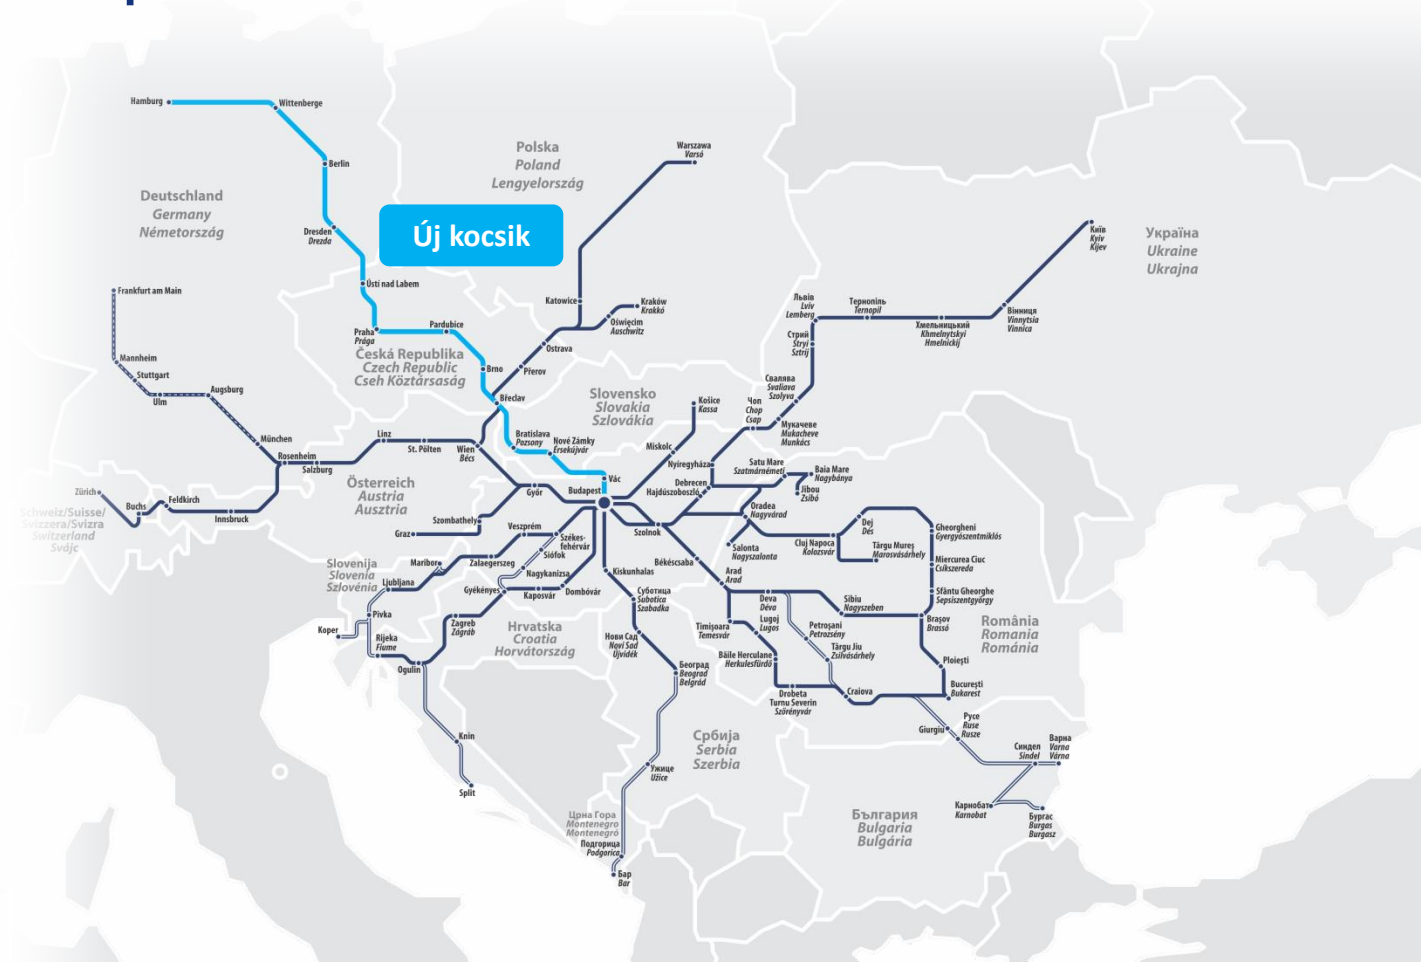 Hamburg
Wittenberge
Berlin
Polska
Poland
Lengyelország
Warszawa
Varsó
Deutschland
Germany
Németország
Dresden
Drezda
Új kocsik
Київ
Kyiv
Kijev
Україна
Ukraine
Ukrajna
Ústí nad Labem
Frankfurt am Main
Katowice
Kraków
Krakkó
Oświęcim
Auschwitz
Львів
Lviv
Lemberg
Тернопіль
Ternopil
Хмельницький
Khmelnytskyi
Hmelnickij
Вінниця
Vinnytsia
Vinnica
Стрий
Stryi
Sztrij
Praha
Prága
Pardubice
Česká Republika
Czech Republic
Cseh Köztársaság
Ostrava
Přerov
Brno
Břeclav
Mannheim
Stuttgart
Ulm
Augsburg
München
Slovensko
Slovakia
Szlovákia
Košice
Kassa
Свалява
Svaliava
Szolyva
Чоп
Chop
Csap
Мукачеве
Mukacheve
Munkács
Rosenheim
Salzburg
Linz
St. Pölten
Wien
Bécs
Bratislava
Pozsony
Nové Zámky
Érsekújvár
Miskolc
Nyíregyháza
Satu Mare
Szatmárnémeti
Baia Mare
Nagybánya
Jibou
Zsibó
Vác
Budapest
Debrecen
Hajdúszoboszló
Zürich
Buchs
Feldkirch
Innsbruck
Schweiz/Suisse/
Svizzera/Svizra
Switzerland
Svájc
Österreich
Austria
Ausztria
Győr
Szombathely
Graz
Veszprém
Székes-
fehérvár
Siófok
Szolnok
Oradea
Nagyvárad
Salonta
Nagyszalonta
Cluj Napoca
Kolozsvár
Dej
Dés
Târgu Mureș
Marosvásárhely
Gheorgheni
Gyergyószentmiklós
Miercurea Ciuc
Csíkszereda
Sfântu Gheorghe
Sepsiszentgyörgy
Slovenija
Slovenia
Szlovénia
Maribor
Zalaegerszeg
Ljubljana
Nagykanizsa
Gyékényes
Kaposvár
Dombóvár
Kiskunhalas
Békéscsaba
Arad
Arad
Суботица
Subotica
Szabadka
Deva
Déva
Sibiu
Nagyszeben
Brașov
Brassó
România
Romania
Románia
Koper
Pivka
Rijeka
Fiume
Ogulin
Zagreb
Zágráb
Hrvatska
Croatia
Horvátország
Нови Сад
Novi Sad
Újvidék
Timișoara
Temesvár
Lugoj
Lugos
Petroșani
Petrozsény
Târgu Jiu
Zsilvásárhely
Băile Herculane
Herkulesfürdő
Београд
Beograd
Belgrád
Drobeta
Turnu Severin
Szörényvár
Craiova
Ploiești
București
Bukarest
Knin
Split
Србија
Serbia
Szerbia
Ужице
Užice
Giurgiu
Русе
Ruse
Rusze
Синдел
Sindel
Варна
Varna
Várna
Карнобат
Karnobat
Бургас
Burgas
Burgasz
България
Bulgaria
Bulgária
Црна Гора
Montenegro
Montenegró
Подгорица
Podgorica
Бар
Bar